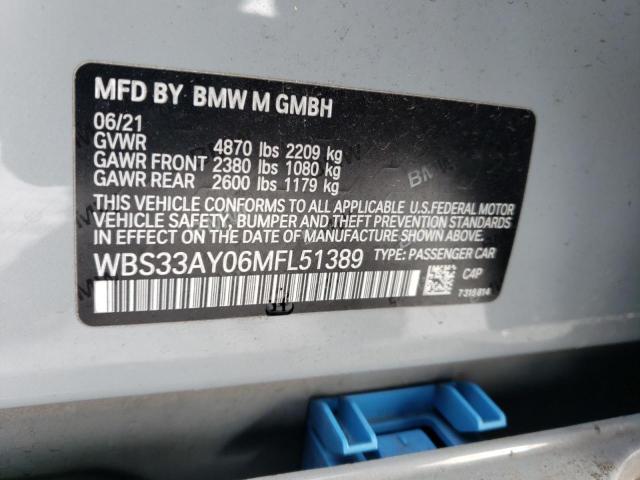 MFD BY BMW M GMBH
06/21
GVWR 4870 lbs 2209 kg
GAWR FRONT 2380 lbs 1080 kg
GAWR REAR 2600 lbs 1179 kg
THIS VEHICLE CONFORMS TO ALL APPLICABLE U.S.FEDERAL MOTOR
VEHICLE SAFETY, BUMPER AND THEFT PREVENTION STANDARDS
IN EFFECT ON THE DATE OF MANUFACTURE SHOWN ABOVE.
WBS33AY06MFL51389 TYPE: PASSENGER CAR
C4P
7318814